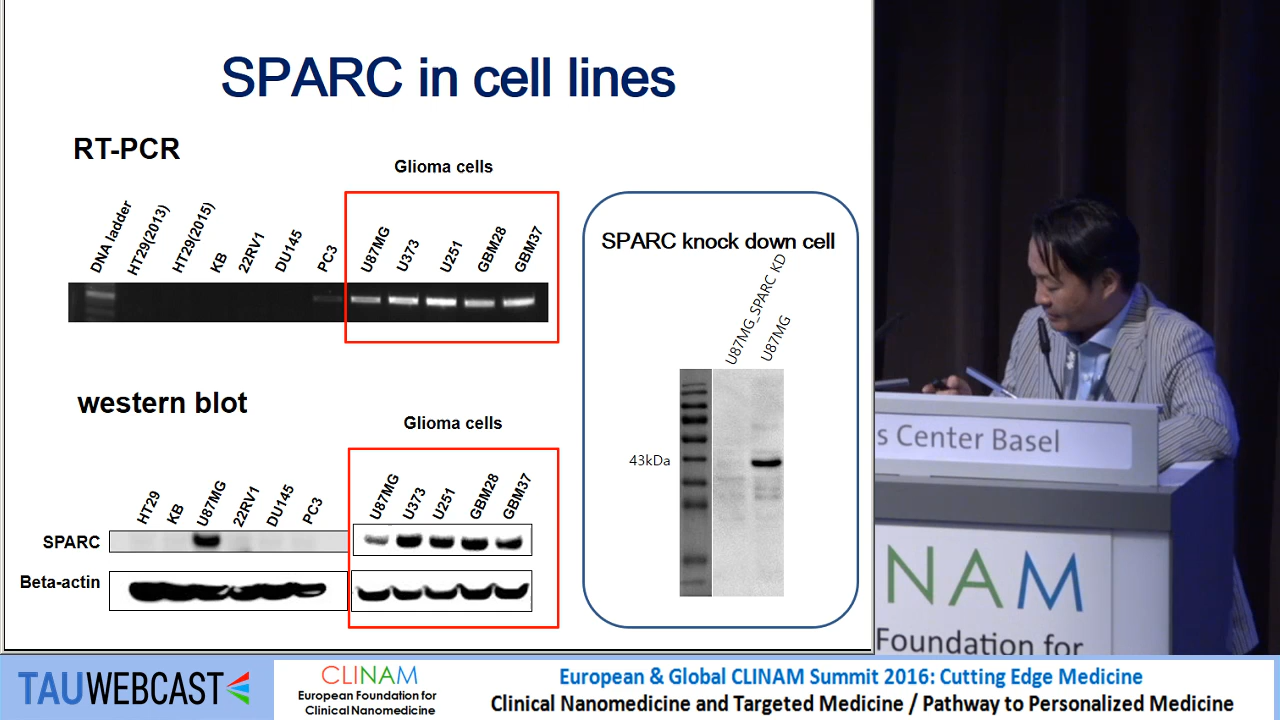 SPARC in cell lines
RT-PCR
Glioma cells
DNA ladder
HT29(2013)
HT29(2015)
KB
22RV1
DU145
PC3
U87MG
U373
U251
GBM28
GBM37
western blot
Glioma cells
HT29
KB
U87MG
22RV1
DU145
PC3
U87MG
U373
U251
GBM28
GBM37
SPARC
Beta-actin
SPARC knock down cell
U87MG_SPARC KD
U87MG
43kDa
s Center Basel
INAM
Foundation for
TAUWEBCAST
CLINAM
European Foundation for
Clinical Nanomedicine
European & Global CLINAM Summit 2016: Cutting Edge Medicine
Clinical Nanomedicine and Targeted Medicine / Pathway to Personalized Medicine